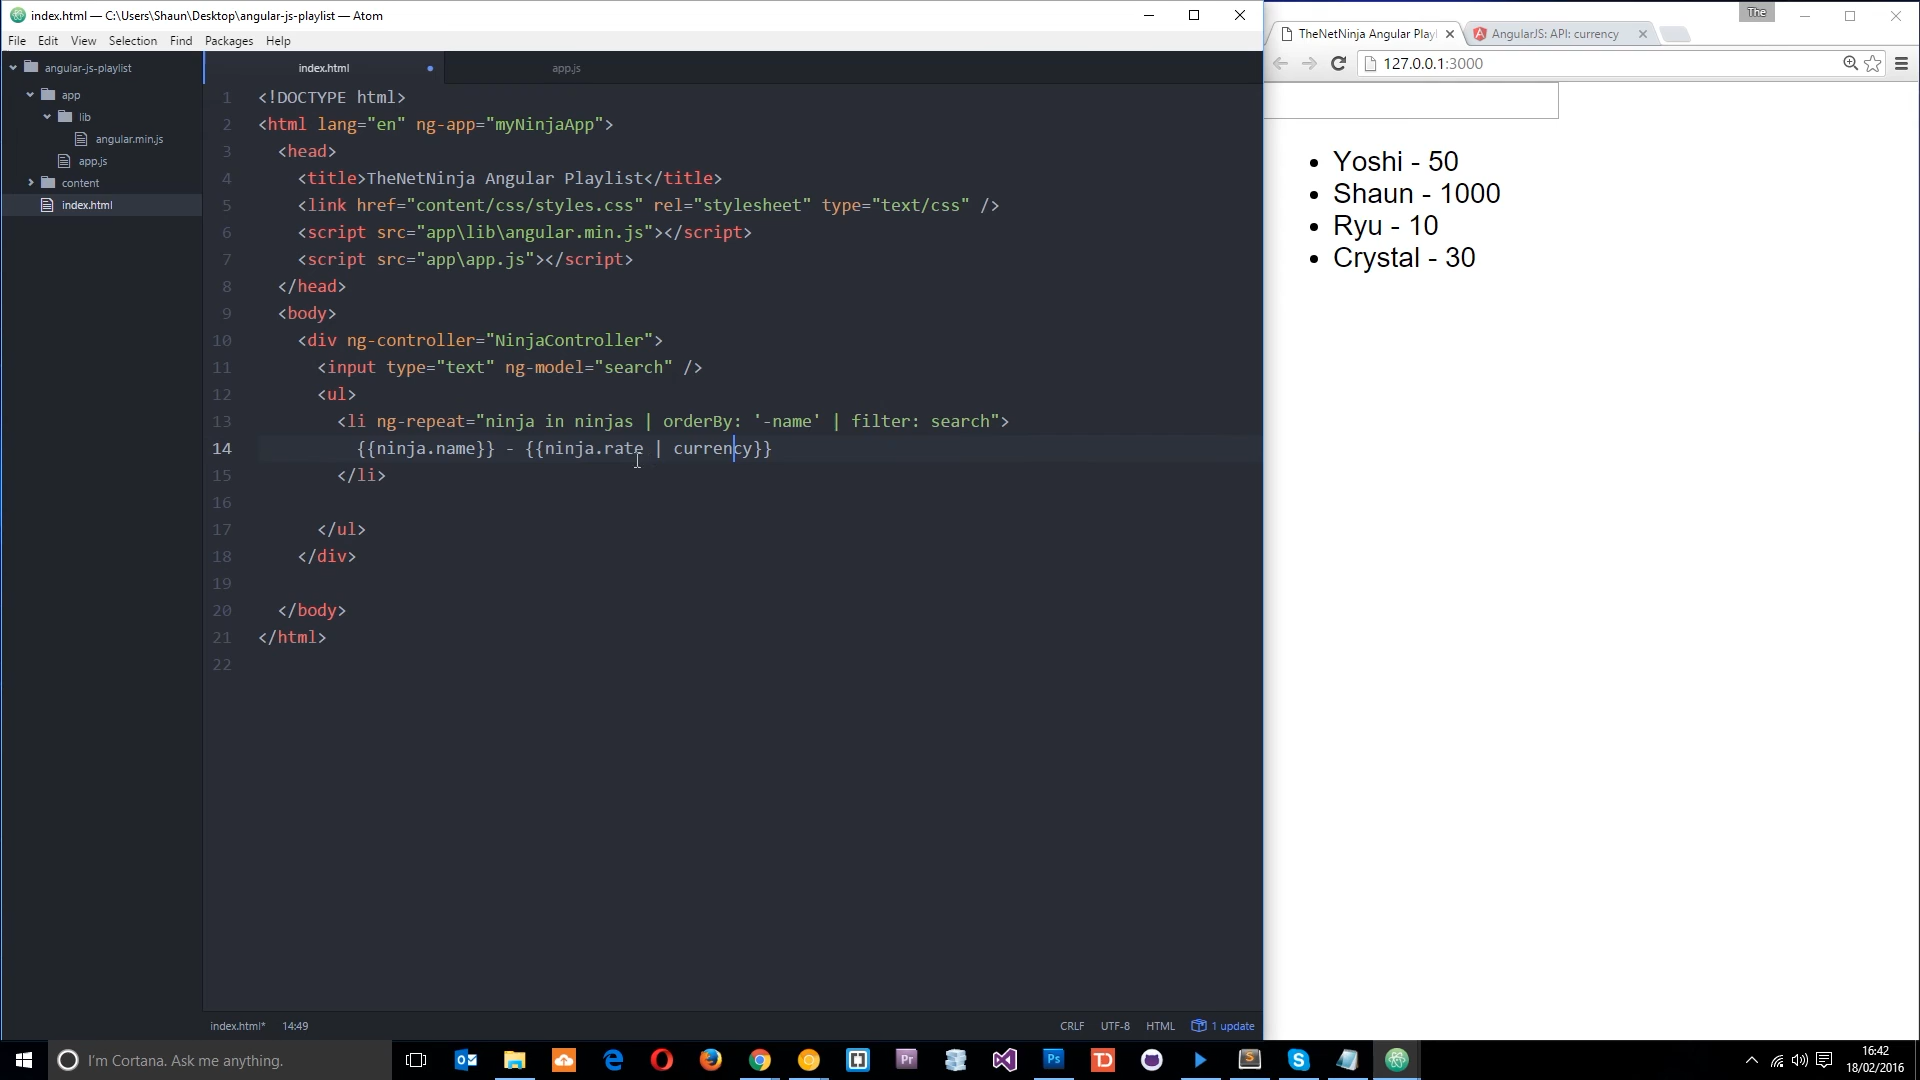 index.html — C:\Users\Shaun\Desktop\angular-js-playlist — Atom
The
File Edit View Selection Find Packages Help
TheNetNinja Angular Playl
AngularJS: API: currency
127.0.0.1:3000
angular-js-playlist
app
lib
angular.min.js
app.js
content
index.html
index.html
app.js
1 <!DOCTYPE html>
2 <html lang="en" ng-app="myNinjaApp">
3 <head>
4 <title>TheNetNinja Angular Playlist</title>
5 <link href="content/css/styles.css" rel="stylesheet" type="text/css" />
6 <script src="app\lib\angular.min.js"></script>
7 <script src="app\app.js"></script>
8 </head>
9 <body>
10 <div ng-controller="NinjaController">
11 <input type="text" ng-model="search" />
12 <ul>
13 <li ng-repeat="ninja in ninjas | orderBy: '-name' | filter: search">
14 {{ninja.name}} - {{ninja.rate | currency}}
15 </li>
16
17 </ul>
18 </div>
19
20 </body>
21 </html>
22
Yoshi - 50
Shaun - 1000
Ryu - 10
Crystal - 30
index.html* 14:49
CRLF UTF-8 HTML 1 update
I'm Cortana. Ask me anything.
Pr
Ps
TD
S
16:42
18/02/2016